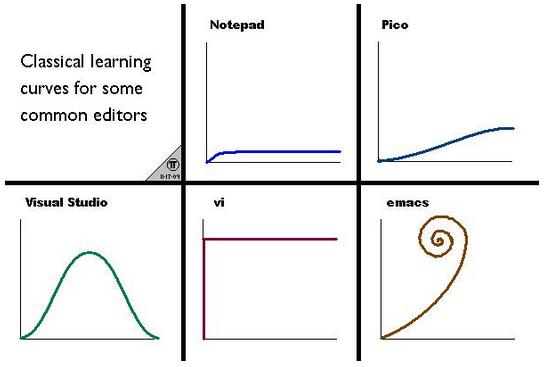 Classical learning
curves for some
common editors
Notepad
Pico
Visual Studio
vi
emacs